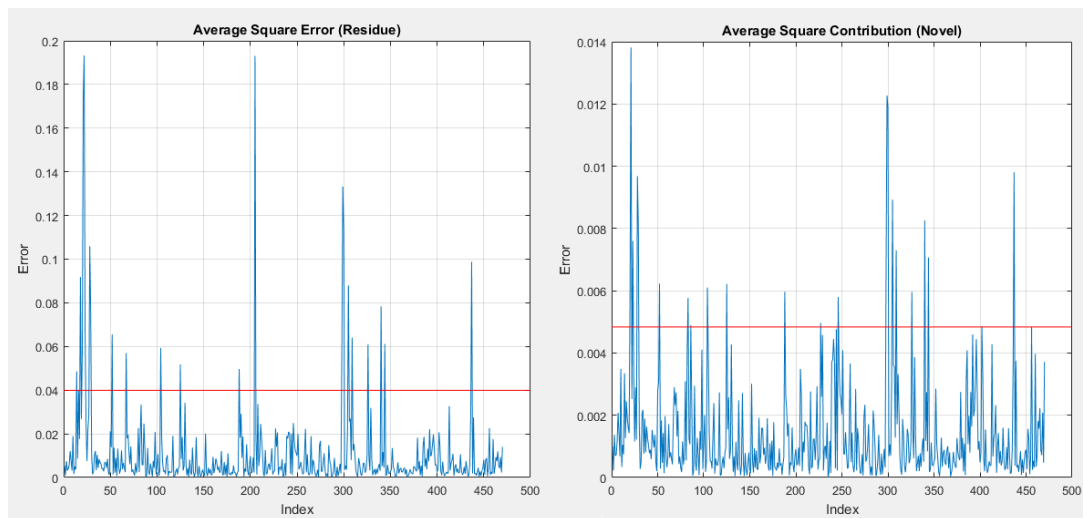 Average Square Error (Residue)
0.2
0.18
0.16
0.14
0.12
0.1
0.08
0.06
0.04
0.02
0
Error
0 50 100 150 200 250 300 350 400 450 500
Index
Average Square Contribution (Novel)
0.014
0.012
0.01
0.008
0.006
0.004
0.002
0
Error
0 50 100 150 200 250 300 350 400 450 500
Index